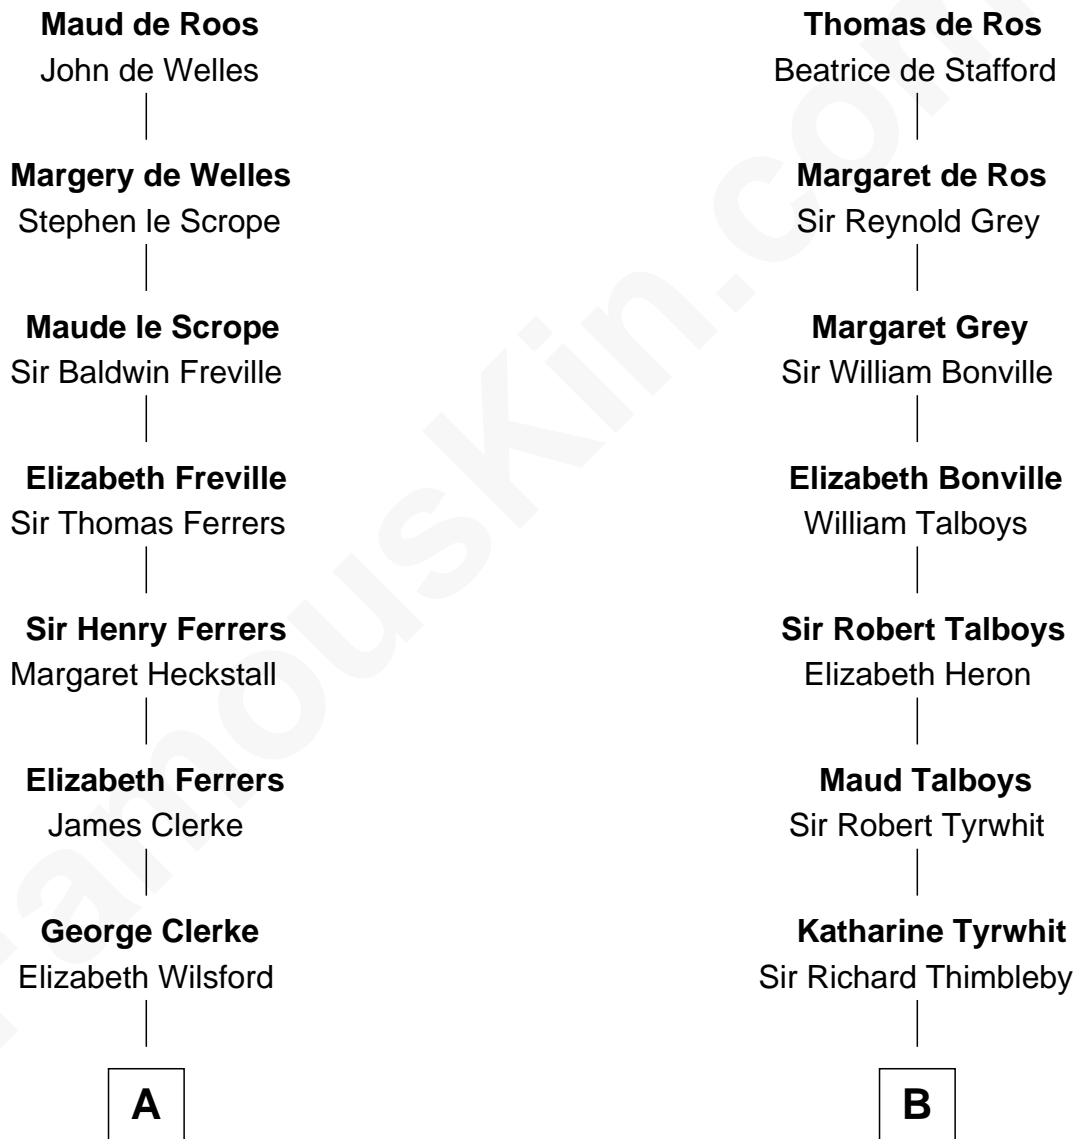 Maud de Roos
John de Welles
Margery de Welles
Stephen le Scrope
Maude le Scrope
Sir Baldwin Freville
Elizabeth Freville
Sir Thomas Ferrers
Sir Henry Ferrers
Margaret Heckstall
Elizabeth Ferrers
James Clerke
George Clerke
Elizabeth Wilsford
A
Thomas de Ros
Beatrice de Stafford
Margaret de Ros
Sir Reynold Grey
Margaret Grey
Sir William Bonville
Elizabeth Bonville
William Talboys
Sir Robert Talboys
Elizabeth Heron
Maud Talboys
Sir Robert Tyrwhit
Katharine Tyrwhit
Sir Richard Thimbleby
B
FamousKin.com